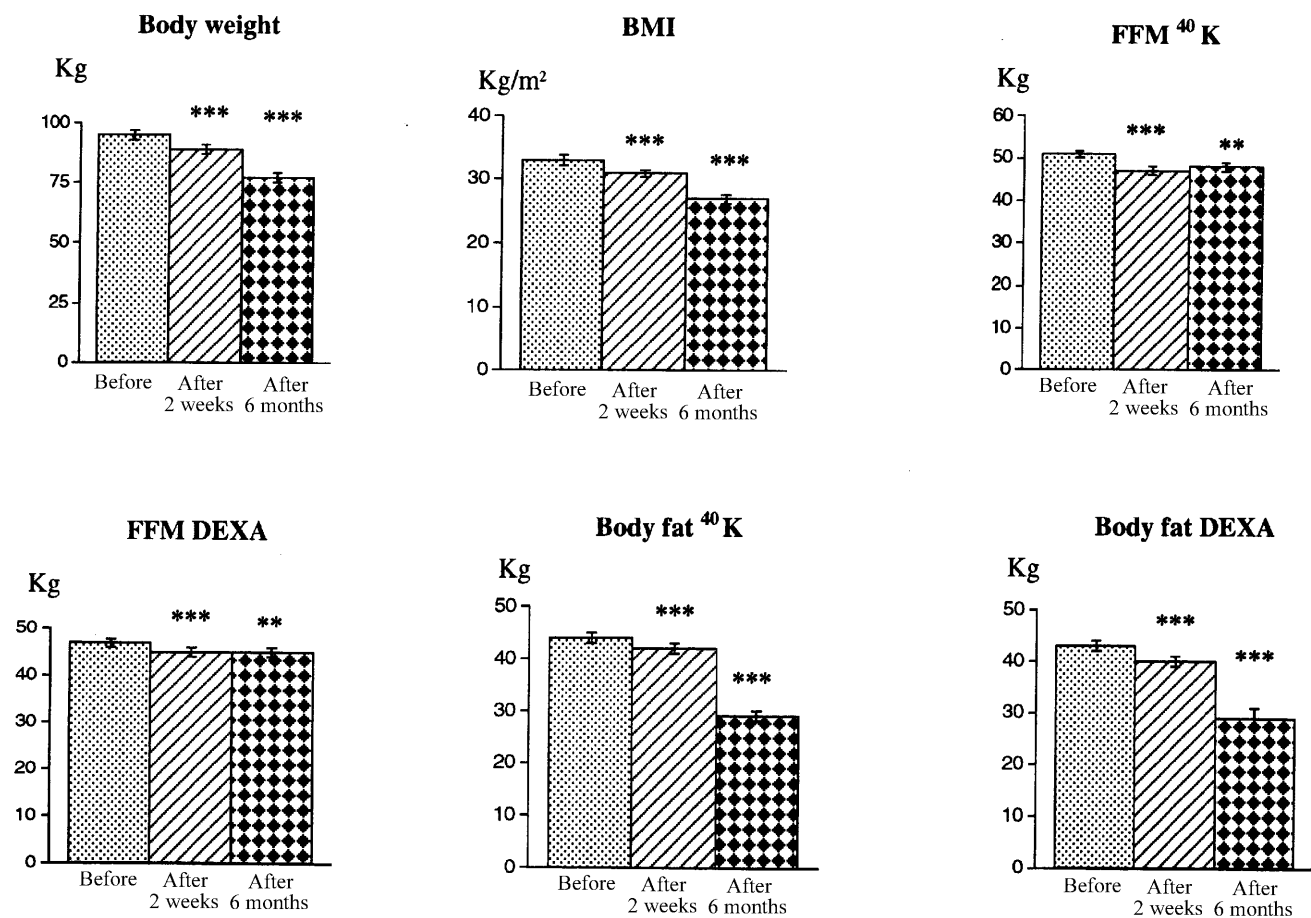 Body weight
Kg
100
75
50
25
0
***
***
Before
After
2 weeks
After
6 months
BMI
Kg/m²
40
30
20
10
0
***
***
Before
After
2 weeks
After
6 months
FFM ⁴⁰ K
Kg
60
50
40
30
20
10
0
***
**
Before
After
2 weeks
After
6 months
FFM DEXA
Kg
50
40
30
20
10
0
***
**
Before
After
2 weeks
After
6 months
Body fat ⁴⁰ K
Kg
50
40
30
20
10
0
***
***
Before
After
2 weeks
After
6 months
Body fat DEXA
Kg
50
40
30
20
10
0
***
***
Before
After
2 weeks
After
6 months